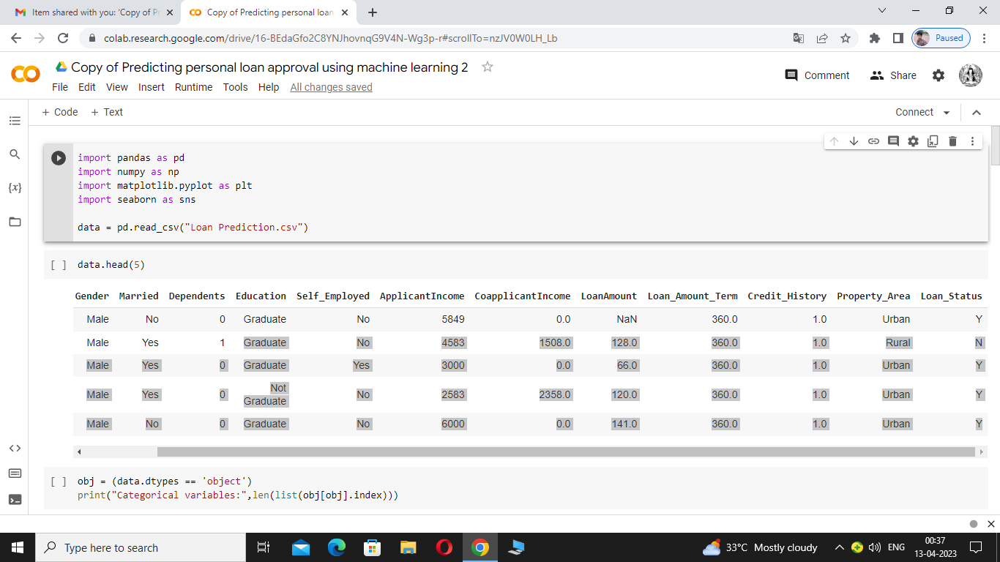 Item shared with you: 'Copy of Pr
Copy of Predicting personal loan
colab.research.google.com/drive/16-BEdaGfo2C8YNJhovnqG9V4N-Wg3p-r#scrollTo=nzJV0W0LH_Lb
Paused
Copy of Predicting personal loan approval using machine learning 2
Comment
Share
File Edit View Insert Runtime Tools Help All changes saved
+ Code + Text
Connect
import pandas as pd
import numpy as np
import matplotlib.pyplot as plt
import seaborn as sns
data = pd.read_csv("Loan Prediction.csv")
[ ] data.head(5)
Gender Married Dependents Education Self_Employed ApplicantIncome CoapplicantIncome LoanAmount Loan_Amount_Term Credit_History Property_Area Loan_Status
Male No 0 Graduate No 5849 0.0 NaN 360.0 1.0 Urban Y
Male Yes 1 Graduate No 4583 1508.0 128.0 360.0 1.0 Rural N
Male Yes 0 Graduate Yes 3000 0.0 66.0 360.0 1.0 Urban Y
Male Yes 0 Not Graduate No 2583 2358.0 120.0 360.0 1.0 Urban Y
Male No 0 Graduate No 6000 0.0 141.0 360.0 1.0 Urban Y
[ ] obj = (data.dtypes == 'object')
print("Categorical variables:",len(list(obj[obj].index)))
Type here to search
33°C Mostly cloudy
ENG
00:37
13-04-2023